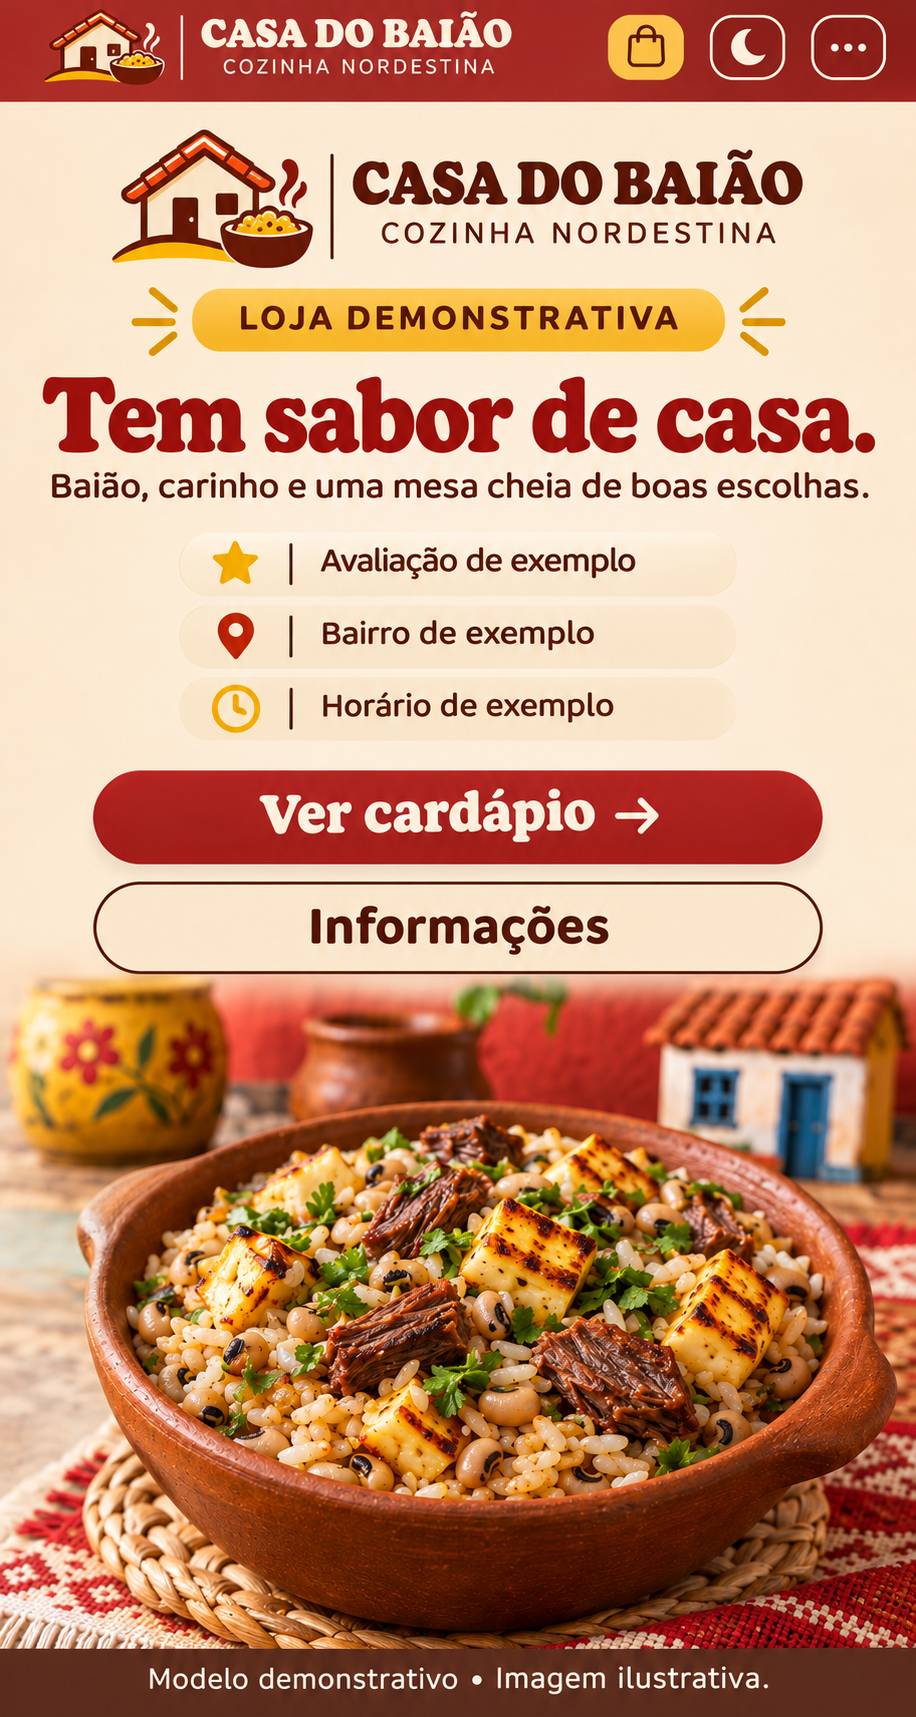 CASA DO BAIÃO
COZINHA NORDESTINA
CASA DO BAIÃO
COZINHA NORDESTINA
LOJA DEMONSTRATIVA
Tem sabor de casa.
Baião, carinho e uma mesa cheia de boas escolhas.
Avaliação de exemplo
Bairro de exemplo
Horário de exemplo
Ver cardápio →
Informações
Modelo demonstrativo • Imagem ilustrativa.